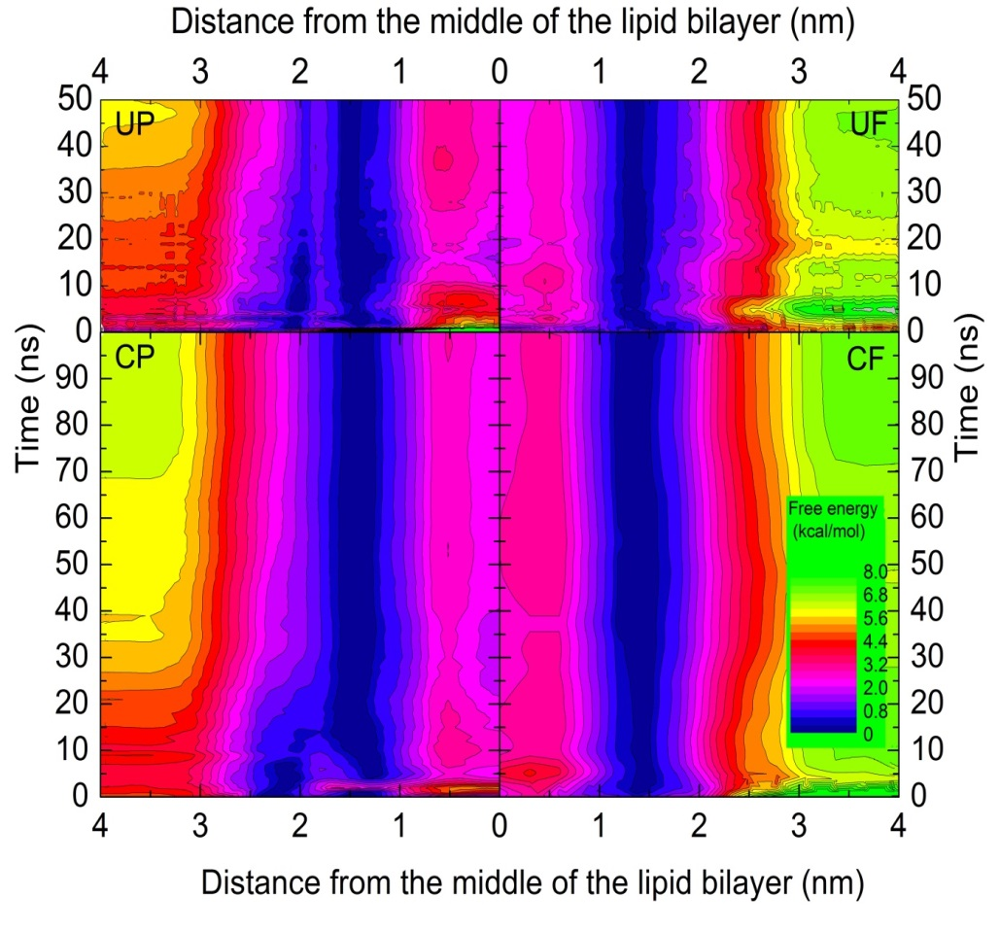 Distance from the middle of the lipid bilayer (nm)
4 3 2 1 0 1 2 3 4
50 UP UF 50
40 40
30 30
20 20
10 10
0 0
Time (ns) Time (ns)
CP CF
90 90
80 80
70 70
60 60
50 50
40 40
30 30
20 20
10 10
0 0
Free energy
(kcal/mol)
8.0
6.8
5.6
4.4
3.2
2.0
0.8
0
4 3 2 1 0 1 2 3 4
Distance from the middle of the lipid bilayer (nm)